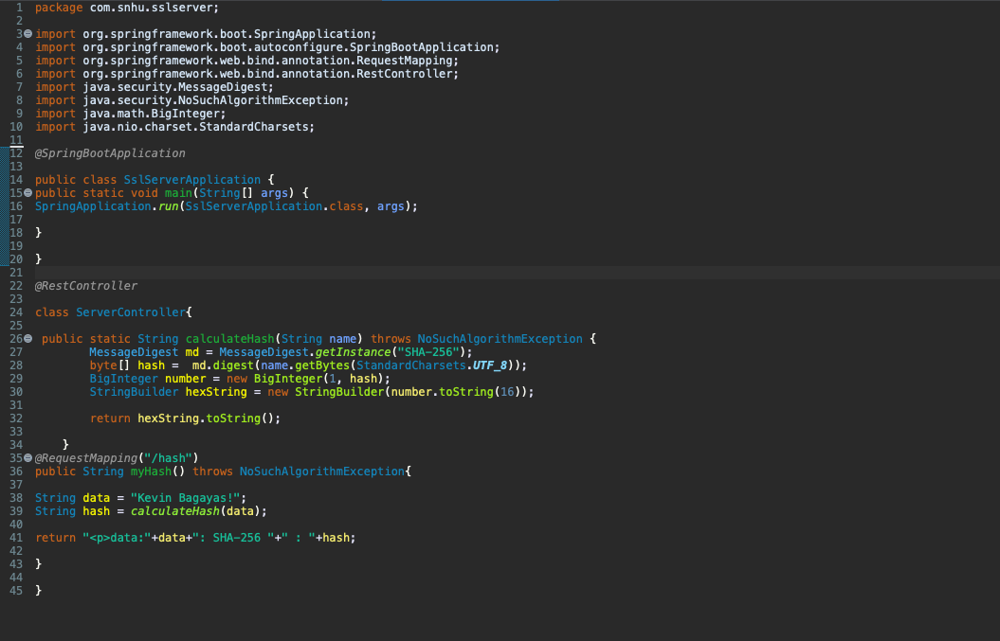 1 package com.snhu.sslserver;
2
3 import org.springframework.boot.SpringApplication;
4 import org.springframework.boot.autoconfigure.SpringBootApplication;
5 import org.springframework.web.bind.annotation.RequestMapping;
6 import org.springframework.web.bind.annotation.RestController;
7 import java.security.MessageDigest;
8 import java.security.NoSuchAlgorithmException;
9 import java.math.BigInteger;
10 import java.nio.charset.StandardCharsets;
11
12 @SpringBootApplication
13
14 public class SslServerApplication {
15 public static void main(String[] args) {
16 SpringApplication.run(SslServerApplication.class, args);
17
18 }
19
20 }
21
22 @RestController
23
24 class ServerController{
25
26 public static String calculateHash(String name) throws NoSuchAlgorithmException {
27 MessageDigest md = MessageDigest.getInstance("SHA-256");
28 byte[] hash =  md.digest(name.getBytes(StandardCharsets.UTF_8));
29 BigInteger number = new BigInteger(1, hash);
30 StringBuilder hexString = new StringBuilder(number.toString(16));
31
32 return hexString.toString();
33
34 }
35 @RequestMapping("/hash")
36 public String myHash() throws NoSuchAlgorithmException{
37
38 String data = "Kevin Bagayas!";
39 String hash = calculateHash(data);
40
41 return "<p>data:"+data+": SHA-256 "+" : "+hash;
42
43 }
44
45 }